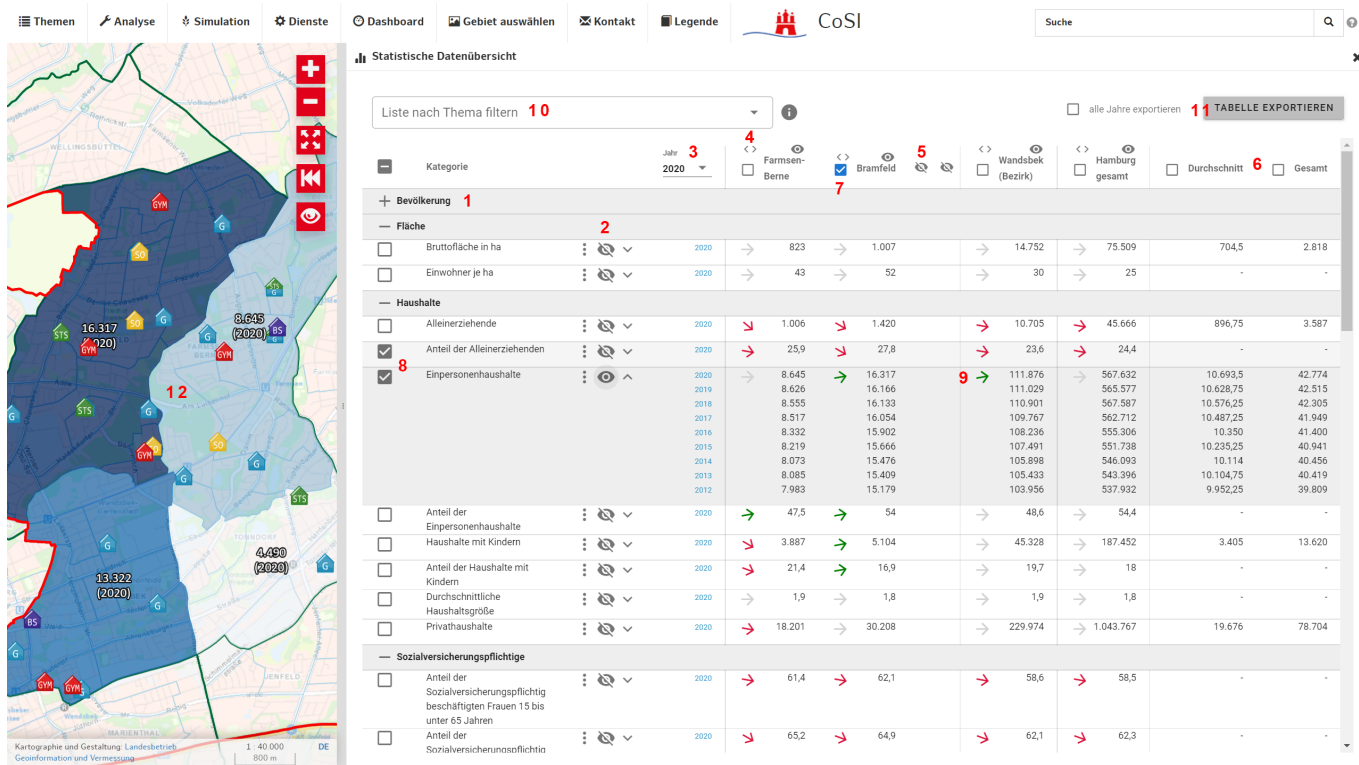 Themen Analyse Simulation Dienste Dashboard Gebiet auswählen Kontakt Legende CoSI Suche
Statistische Datenübersicht
Liste nach Thema filtern 10 alle Jahre exportieren 11 TABELLE EXPORTIEREN
Kategorie Jahr 2020 3 4 Farmsen-Berne Bramfeld 7 5 Wandsbek (Bezirk) Hamburg gesamt Durchschnitt 6 Gesamt
Bevölkerung 1
Fläche 2
Bruttofläche in ha 2020 823 1.007 14.752 75.509 704,5 2.818
Einwohner je ha 2020 43 52 30 25 - -
Haushalte
Alleinerziehende 2020 1.006 1.420 10.705 45.666 896,75 3.587
Anteil der Alleinerziehenden 2020 25,9 27,8 23,6 24,4 - -
8
Einpersonenhaushalte 2020 8.645 16.317 9 111.876 567.632 10.693,5 42.774
2019 8.626 16.166 111.029 565.577 10.628,75 42.515
2018 8.555 16.133 110.901 567.587 10.576,25 42.305
2017 8.517 16.054 109.767 562.712 10.487,25 41.949
2016 8.332 15.902 108.236 555.306 10.350 41.400
2015 8.219 15.666 107.491 551.738 10.235,25 40.941
2014 8.073 15.476 105.898 546.093 10.114 40.456
2013 8.085 15.409 105.433 543.396 10.104,75 40.419
2012 7.983 15.179 103.956 537.932 9.952,25 39.809
Anteil der Einpersonenhaushalte 2020 47,5 54 48,6 54,4 - -
Haushalte mit Kindern 2020 3.887 5.104 45.328 187.452 3.405 13.620
Anteil der Haushalte mit Kindern 2020 21,4 16,9 19,7 18 - -
Durchschnittliche Haushaltsgröße 2020 1,9 1,8 1,9 1,8 - -
Privathaushalte 2020 18.201 30.208 229.974 1.043.767 19.676 78.704
Sozialversicherungspflichtige
Anteil der Sozialversicherungspflichtig beschäftigten Frauen 15 bis unter 65 Jahren 2020 61,4 62,1 58,6 58,5 - -
Anteil der Sozialversicherungspflichtig 2020 65,2 64,9 62,1 62,3 - -
WELLINGSBÜTTEL
GYM
G
SO
STS
G
16.317
(2020)
STS
SO
G
GYM
8.645
(2020)
BS
G
G
GYM
12
G
STS
G
SO
GYM
SO
G
G
STS
TONNDORF
G
4.490
(2020)
G
13.322
(2020)
G
BS
G
GYM
GYM
MARIENTHAL
Kartographie und Gestaltung: Landesbetrieb
Geoinformation und Vermessung
1 : 40.000
800 m
DE